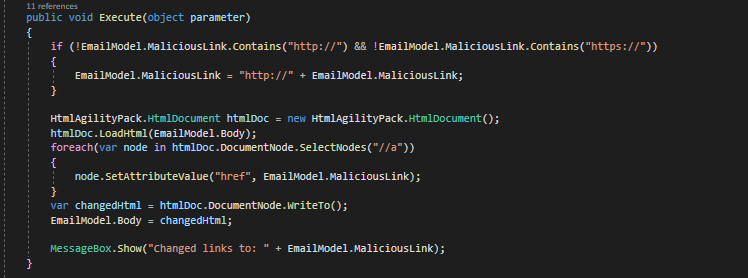 11 references
public void Execute(object parameter)
{
if (!EmailModel.MaliciousLink.Contains("http://") && !EmailModel.MaliciousLink.Contains("https://"))
{
EmailModel.MaliciousLink = "http://" + EmailModel.MaliciousLink;
}
HtmlAgilityPack.HtmlDocument htmlDoc = new HtmlAgilityPack.HtmlDocument();
htmlDoc.LoadHtml(EmailModel.Body);
foreach(var node in htmlDoc.DocumentNode.SelectNodes("//a"))
{
node.SetAttributeValue("href", EmailModel.MaliciousLink);
}
var changedHtml = htmlDoc.DocumentNode.WriteTo();
EmailModel.Body = changedHtml;
MessageBox.Show("Changed links to: " + EmailModel.MaliciousLink);
}